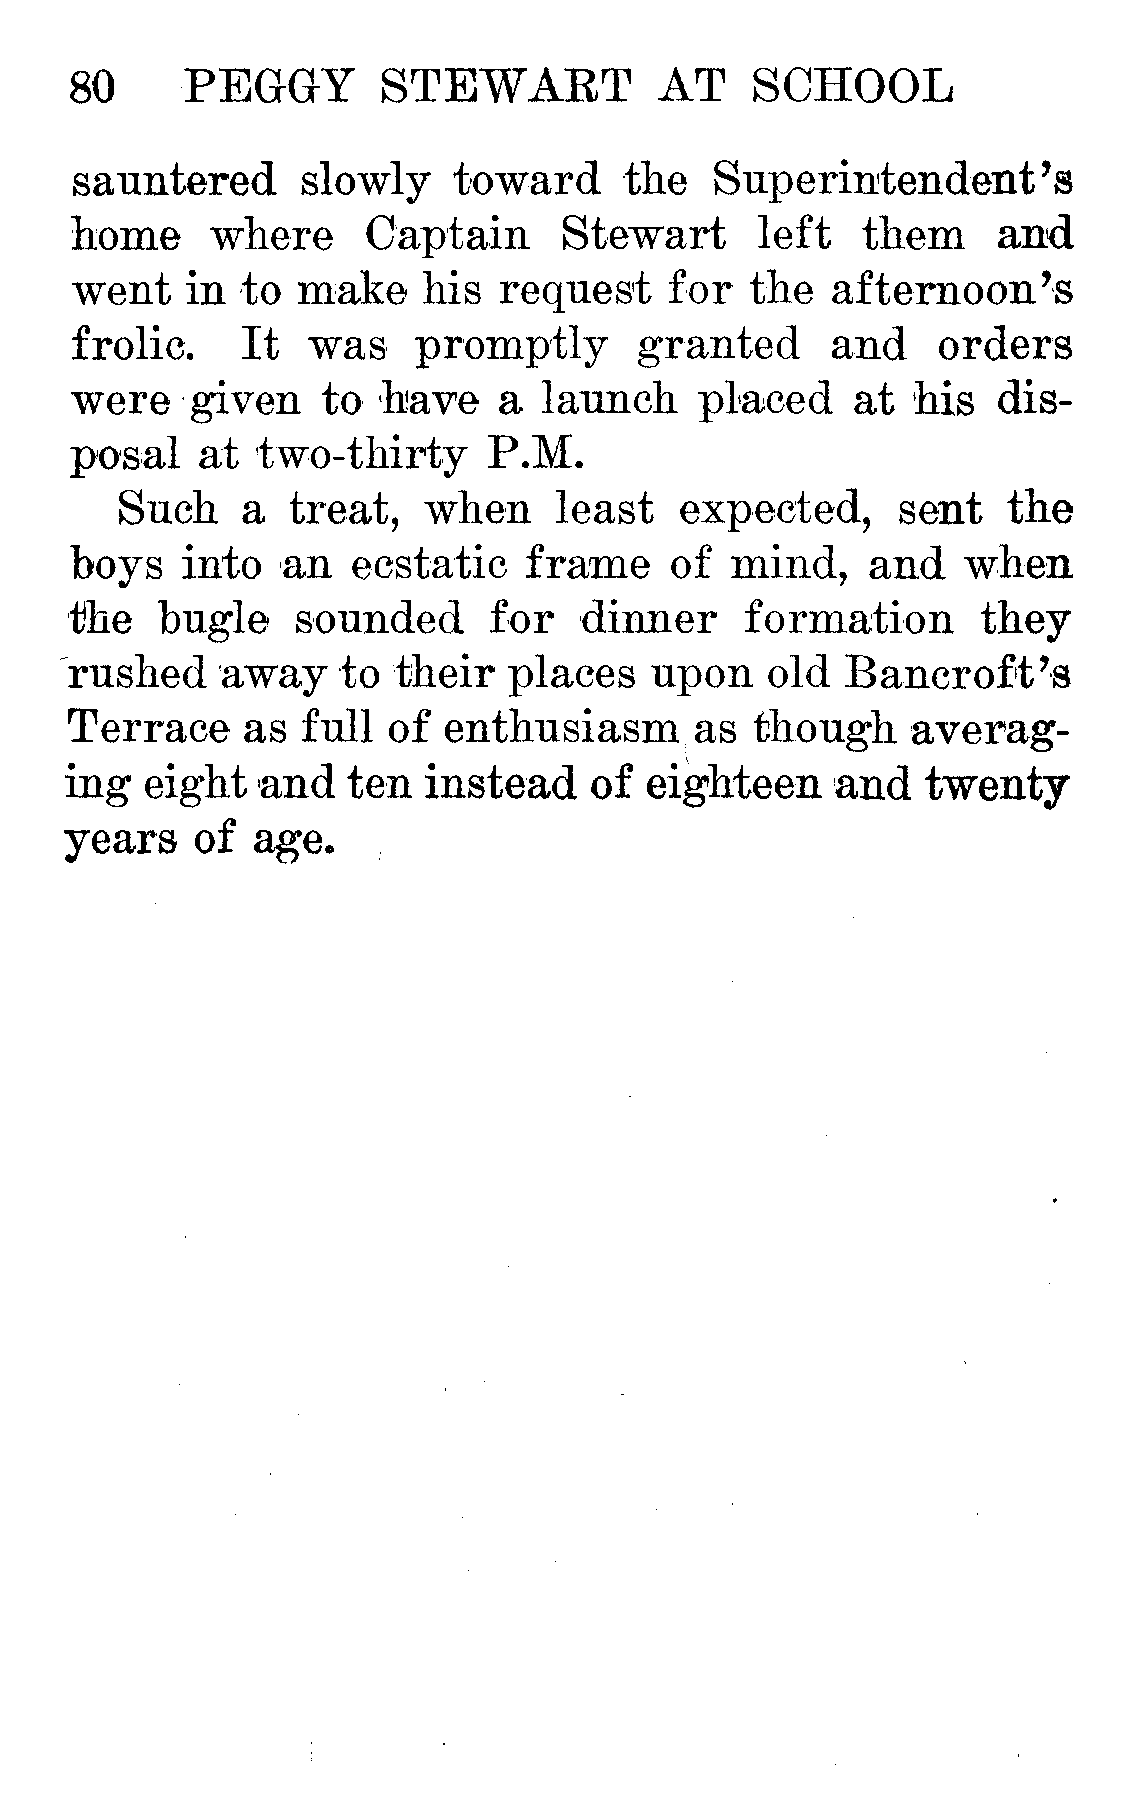 80 PEGGY STEWART AT SCHOOL
sauntered slowly toward the Superintendent's
home where Captain Stewart left them and
went in to make his request for the afternoon's
frolic. It was promptly granted and orders
were given to have a launch placed at his dis-
posal at two-thirty P.M.
Such a treat, when least expected, sent the
boys into an ecstatic frame of mind, and when
the bugle sounded for dinner formation they
rushed away to their places upon old Bancroft's
Terrace as full of enthusiasm as though averag-
ing eight and ten instead of eighteen and twenty
years of age.